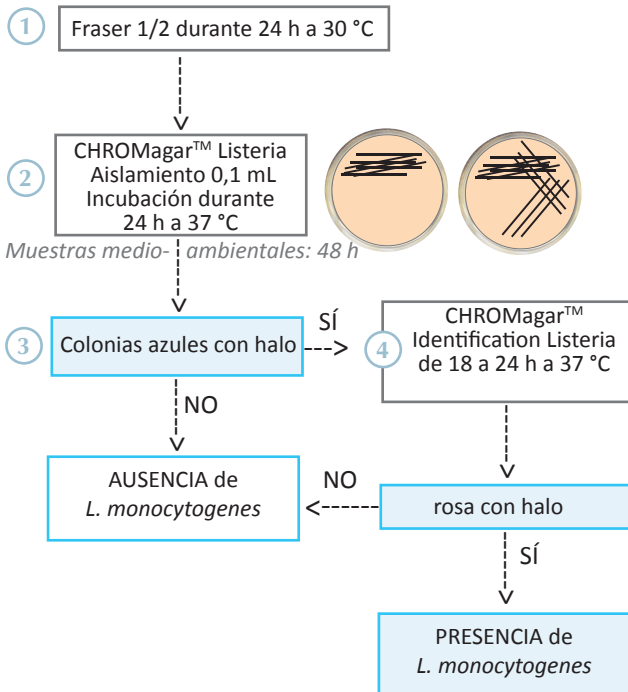 1
Fraser 1/2 durante 24 h a 30 °C
2
CHROMagar™ Listeria
Aislamiento 0,1 mL
Incubación durante
24 h a 37 °C
Muestras medio- ambientales: 48 h
3
Colonias azules con halo
SÍ
4
CHROMagar™
Identification Listeria
de 18 a 24 h a 37 °C
NO
AUSENCIA de
L. monocytogenes
NO
rosa con halo
SÍ
PRESENCIA de
L. monocytogenes